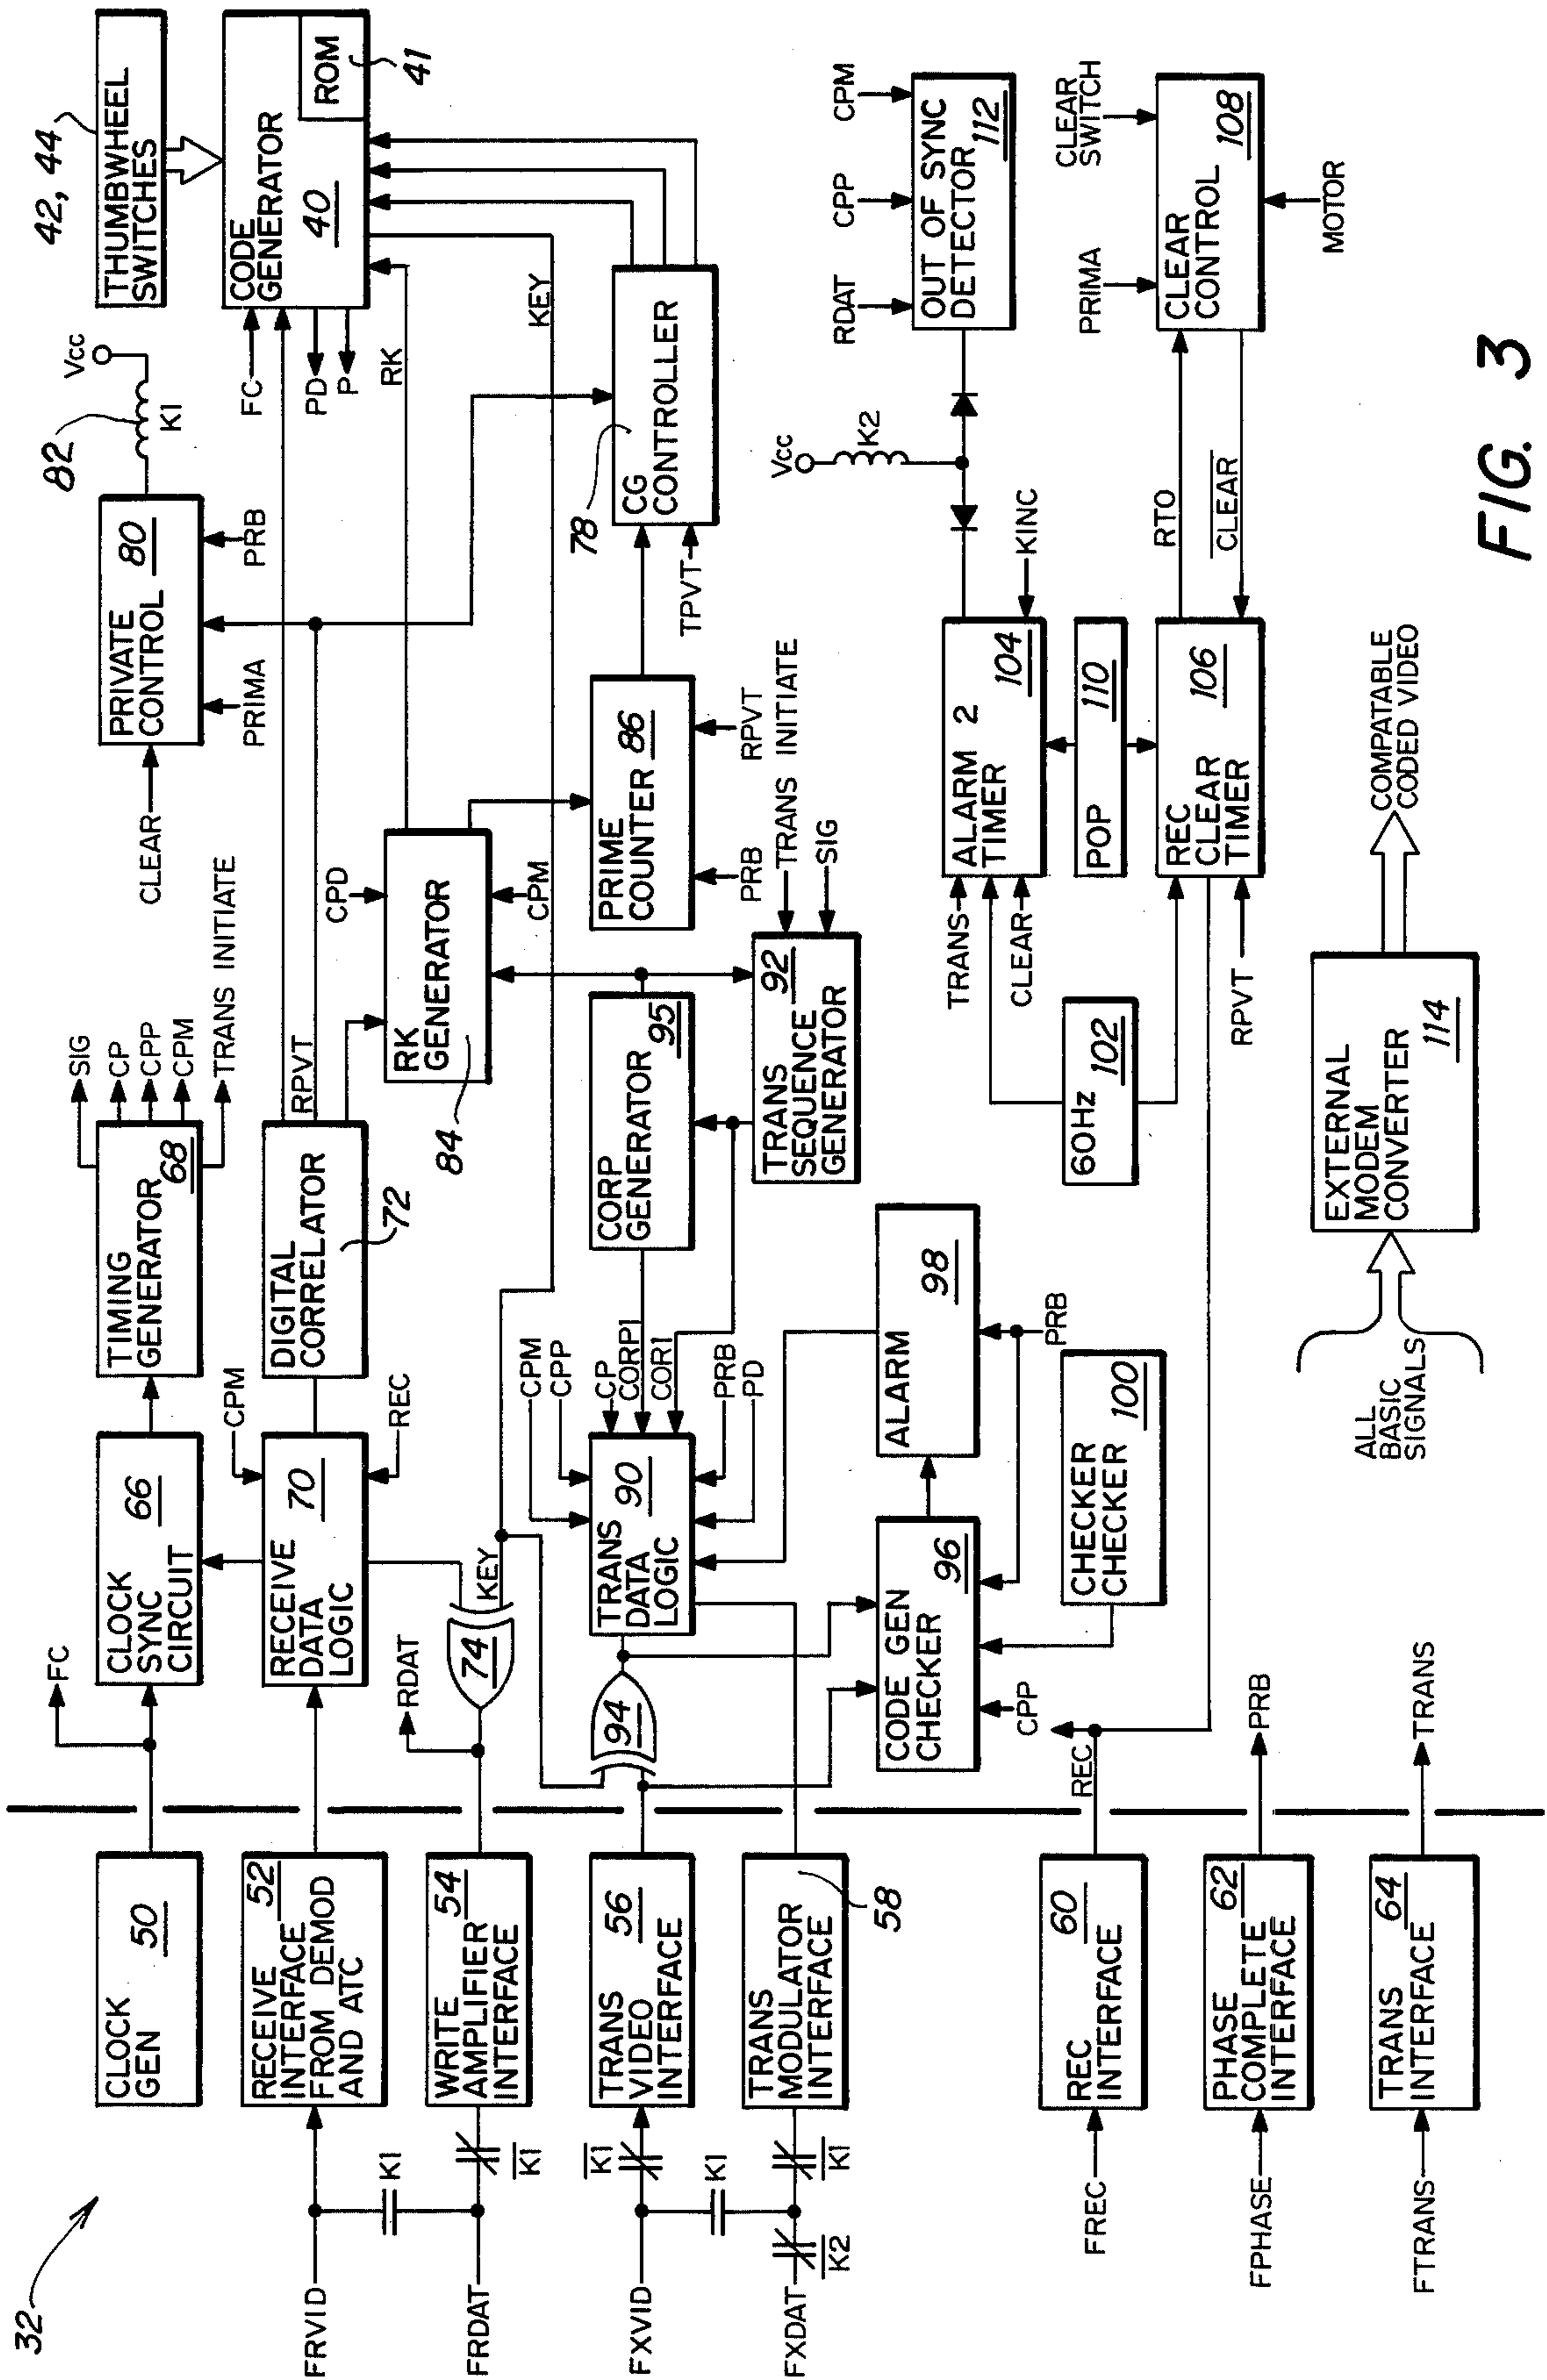 32
FRVID
FRDAT
FXVID
FXDAT
FREC
FPHASE
FTRANS
K1
K1
K1
K1
K1
K2
CLOCK
GEN
50
RECEIVE
INTERFACE
FROM DEMOD
AND ATC
52
WRITE
AMPLIFIER
INTERFACE
54
TRANS
VIDEO
INTERFACE
56
TRANS
MODULATOR
INTERFACE
58
REC
INTERFACE
60
PHASE
COMPLETE
INTERFACE
62
TRANS
INTERFACE
64
FC
RDAT
REC
PRB
TRANS
CLOCK
SYNC
CIRCUIT
66
TIMING
GENERATOR
68
SIG
CP
CPP
CPM
TRANS INITIATE
CPM
RECEIVE
DATA
LOGIC
70
REC
DIGITAL
CORRELATOR
72
RPVT
74
KEY
94
CLEAR
PRIVATE
CONTROL
80
PRIMA
PRB
82
K1
Vcc
THUMBWHEEL
SWITCHES
42, 44
CODE
GENERATOR
40
ROM
41
FC
PD
P
RK
KEY
CPD
RK
GENERATOR
84
CPM
PRIME
COUNTER
86
PRB
RPVT
CG
CONTROLLER
78
TPVT
CPM
CPP
CP
CORP1
COR1
TRANS
DATA
LOGIC
90
PRB
PD
CORP
GENERATOR
95
TRANS
SEQUENCE
GENERATOR
92
TRANS INITIATE
SIG
CODE GEN
CHECKER
96
CPP
ALARM
98
PRB
CHECKER
CHECKER
100
60Hz
102
TRANS
CLEAR
ALARM 2
TIMER
104
KINC
POP
110
REC
CLEAR
TIMER
106
RPVT
Vcc
K2
RDAT
CPP
CPM
OUT OF SYNC
DETECTOR
112
RTO
CLEAR
PRIMA
CLEAR
SWITCH
CLEAR
CONTROL
108
MOTOR
ALL
BASIC
SIGNALS
EXTERNAL
MODEM
CONVERTER
114
COMPATABLE
CODED VIDEO
FIG. 3